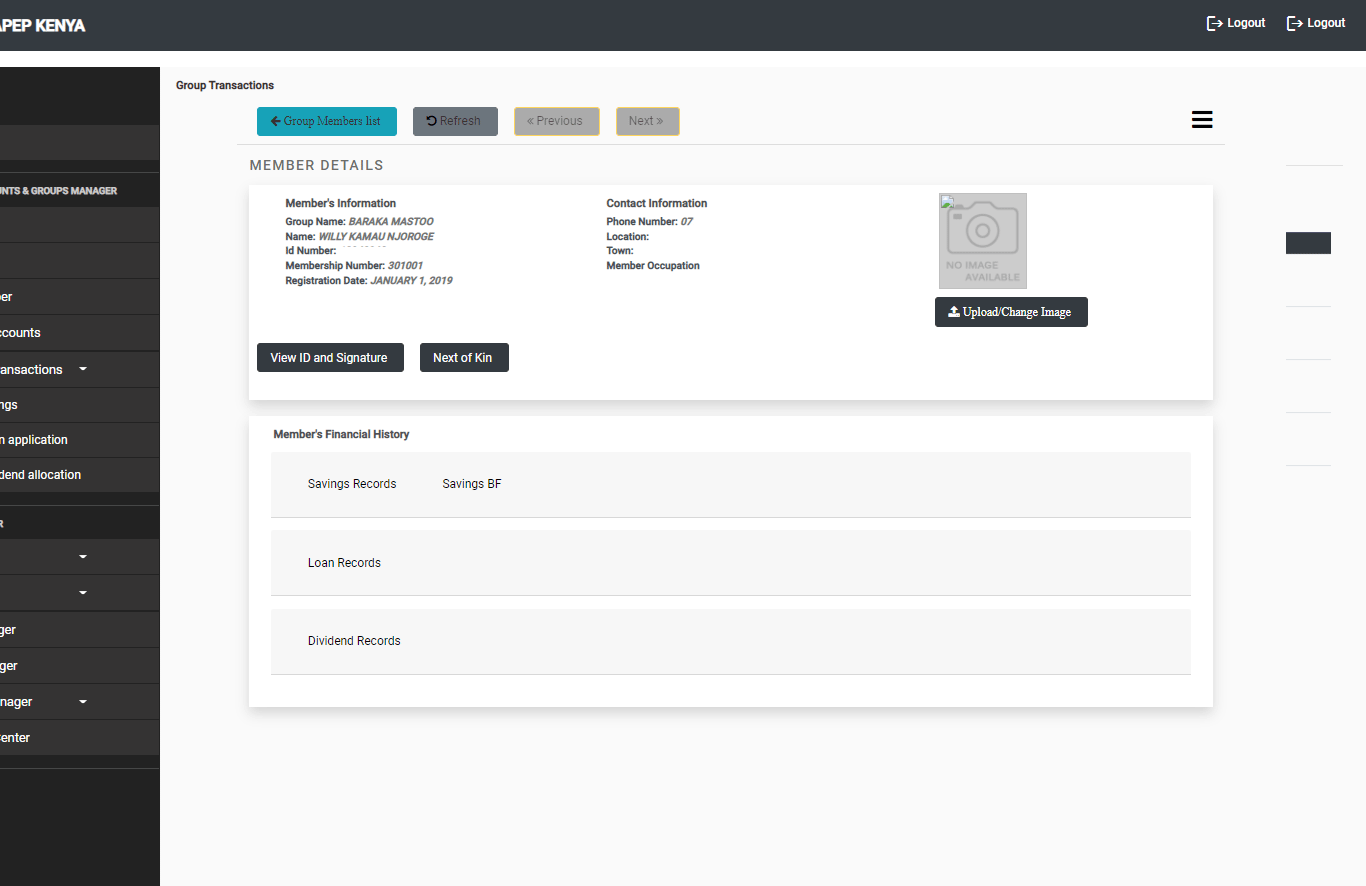 APEP KENYA
Logout
Logout
Group Transactions
Group Members list
Refresh
« Previous
Next »
MEMBER DETAILS
Member's Information
Group Name: BARAKA MASTOO
Name: WILLY KAMAU NJOROGE
Id Number:
Membership Number: 301001
Registration Date: JANUARY 1, 2019
Contact Information
Phone Number: 07
Location:
Town:
Member Occupation
NO IMAGE
AVAILABLE
Upload/Change Image
View ID and Signature
Next of Kin
Member's Financial History
Savings Records
Savings BF
Loan Records
Dividend Records
UNTS & GROUPS MANAGER
ber
ccounts
ansactions
ngs
n application
dend allocation
R
ger
ger
nager
Center